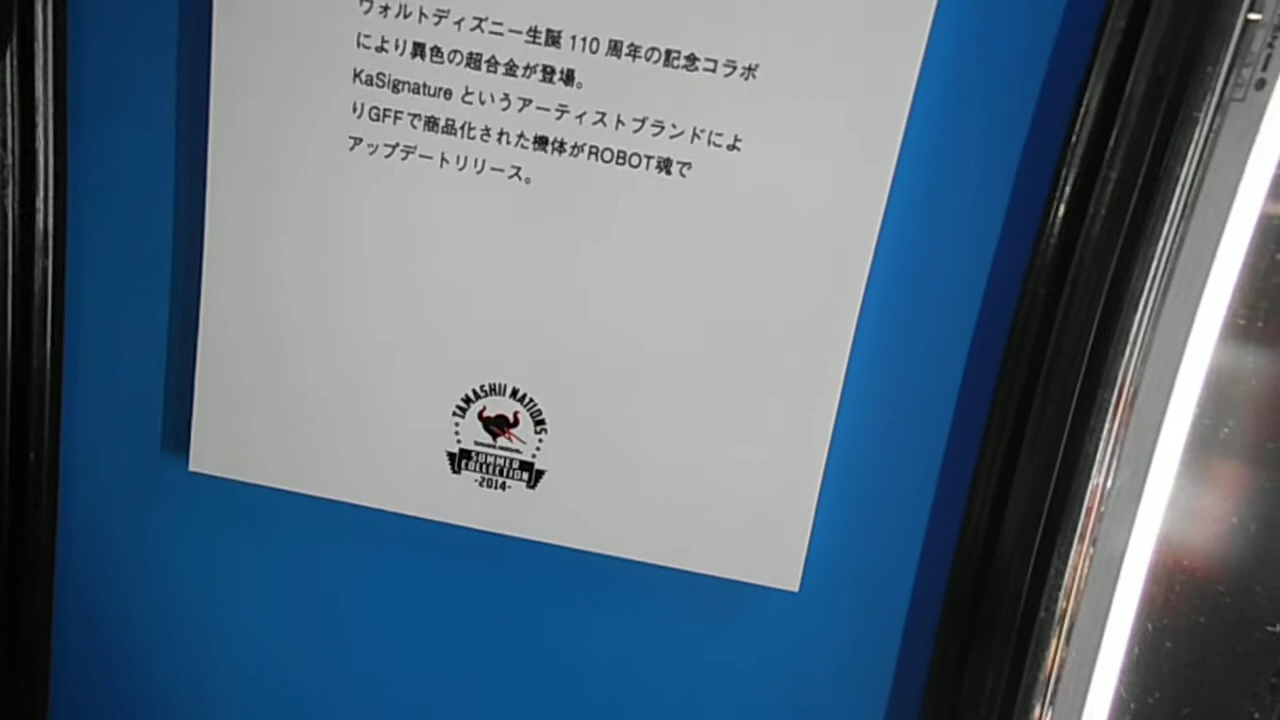 ウォルトディズニー生誕 110 周年の記念コラボ
により異色の超合金が登場。
KaSignature というアーティストブランドによ
りGFFで商品化された機体がROBOT魂で
アップデートリリース。
TAMASHII NATIONS
SUMMER
COLLECTION
-2014-